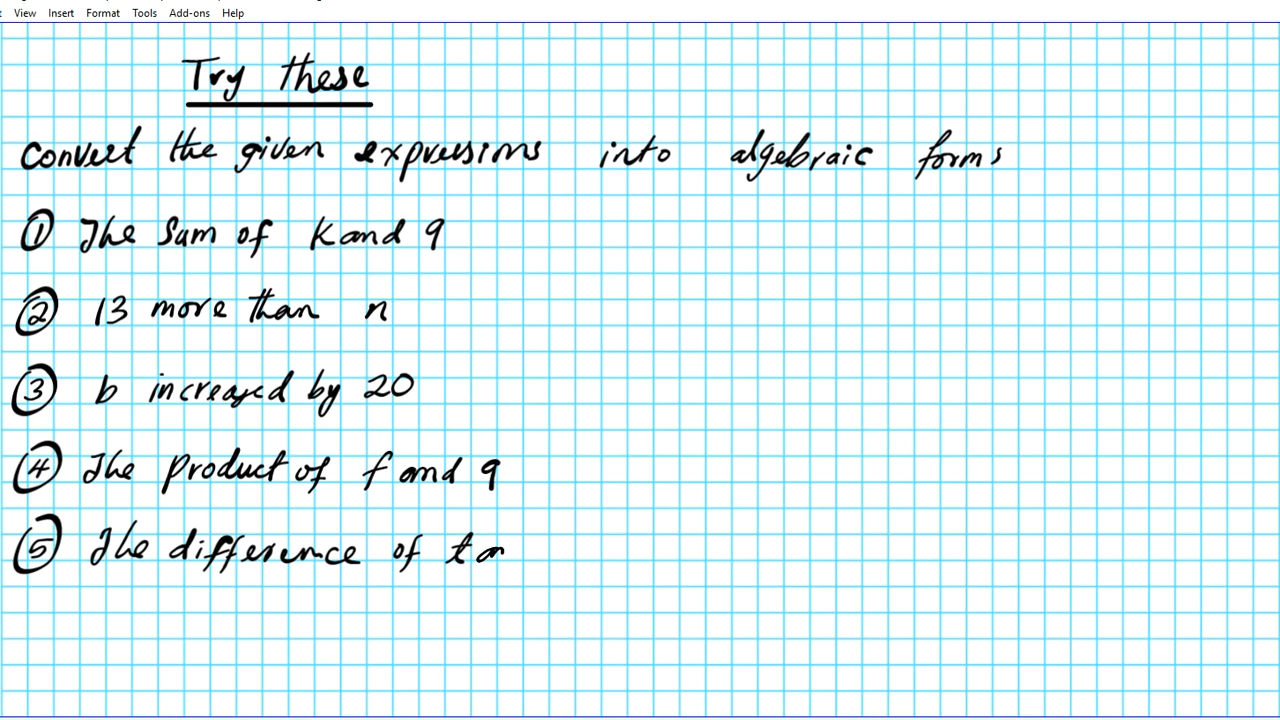 View Insert Format Tools Add-ons Help
Try these
Convert the given expressions into algebraic forms
① The Sum of K and 9
② 13 more than n
③ b increased by 20
④ The product of f and 9
⑤ The difference of t